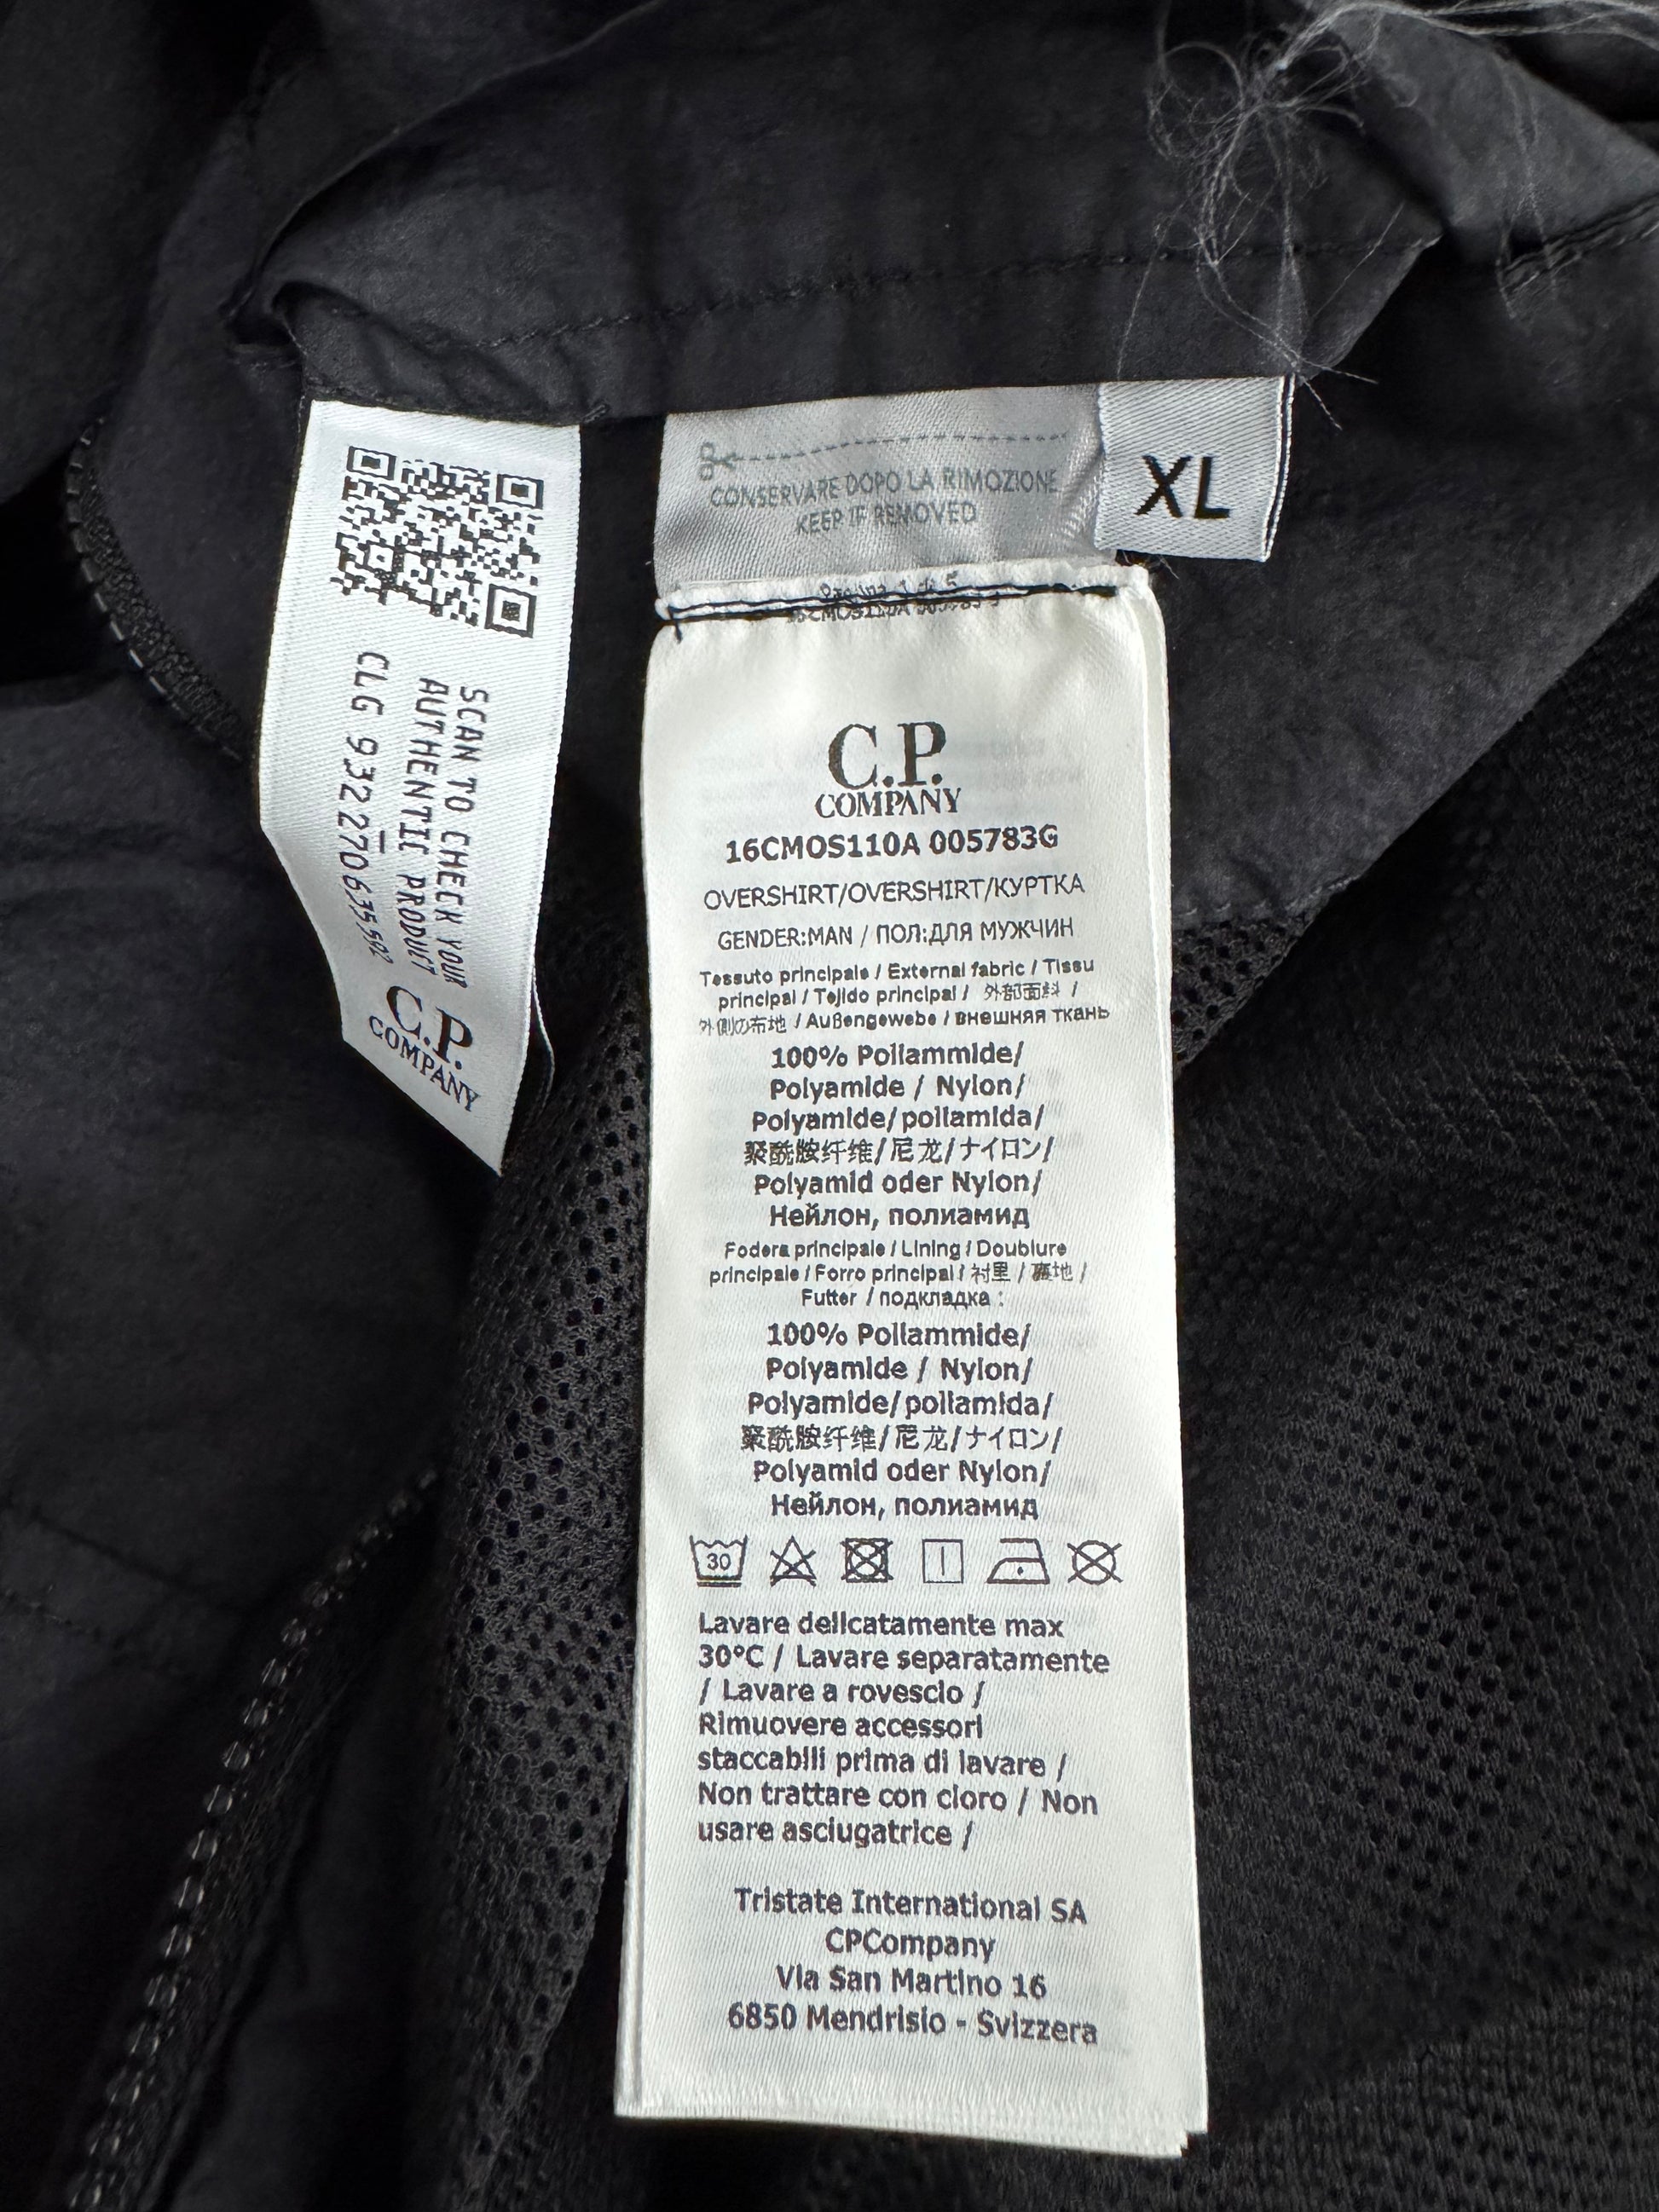 SCAN TO CHECK YOUR
AUTHENTIC PRODUCT
CLG 932270635592
C.P.
COMPANY
CONSERVARE DOPO LA RIMOZIONE
KEEP IF REMOVED
XL
C.P.
COMPANY
16CMOS110A 005783G
OVERSHIRT/OVERSHIRT/КУРТКА
GENDER:MAN / ПОЛ:ДЛЯ МУЖЧИН
Tessuto principale / External fabric / Tissu
principal / Tejido principal / 外部面料 /
外側の布地 / Außengewebe / внешняя ткань
100% Poliammide/
Polyamide / Nylon/
Polyamide/poliamida/
聚酰胺纤维/尼龙/ナイロン/
Polyamid oder Nylon/
Нейлон, полиамид
Fodera principale / Lining / Doublure
principale / Forro principal / 衬里 / 裏地 /
Futter / подкладка :
100% Poliammide/
Polyamide / Nylon/
Polyamide/poliamida/
聚酰胺纤维/尼龙/ナイロン/
Polyamid oder Nylon/
Нейлон, полиамид
30
Lavare delicatamente max
30°C / Lavare separatamente
/ Lavare a rovescio /
Rimuovere accessori
staccabili prima di lavare /
Non trattare con cloro / Non
usare asciugatrice /
Tristate International SA
CPCompany
Via San Martino 16
6850 Mendrisio - Svizzera